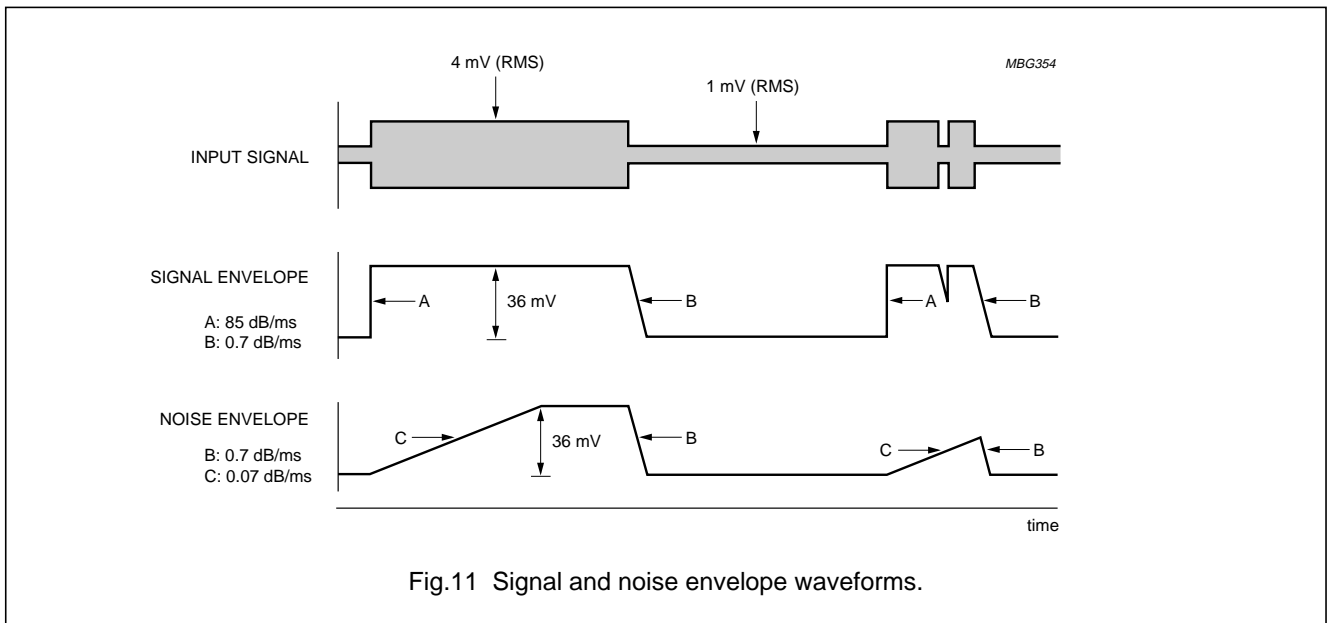 4 mV (RMS)
MBG354
1 mV (RMS)
INPUT SIGNAL
SIGNAL ENVELOPE
A
36 mV
B
A
B
A: 85 dB/ms
B: 0.7 dB/ms
NOISE ENVELOPE
C
36 mV
B
C
B
B: 0.7 dB/ms
C: 0.07 dB/ms
time
Fig.11 Signal and noise envelope waveforms.